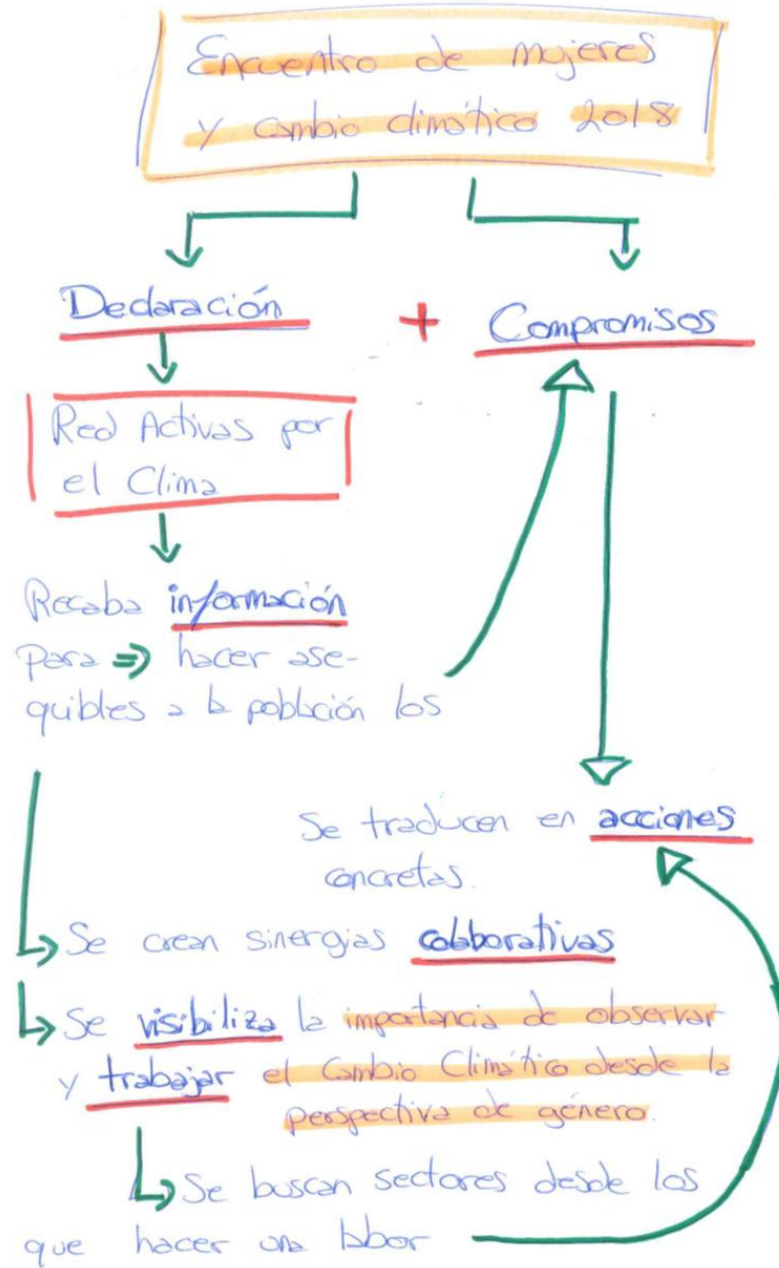 Encuentro de mujeres
y cambio climático 2018
Declaración + Compromisos
Red Activas por
el Clima
Recaba información
para ⇒ hacer ase-
quibles a la población los
Se traducen en acciones
concretas.
Se crean sinergias colaborativas
Se visibiliza la importancia de observar
y trabajar el Cambio Climático desde la
perspectiva de género.
Se buscan sectores desde los
que hacer una labor